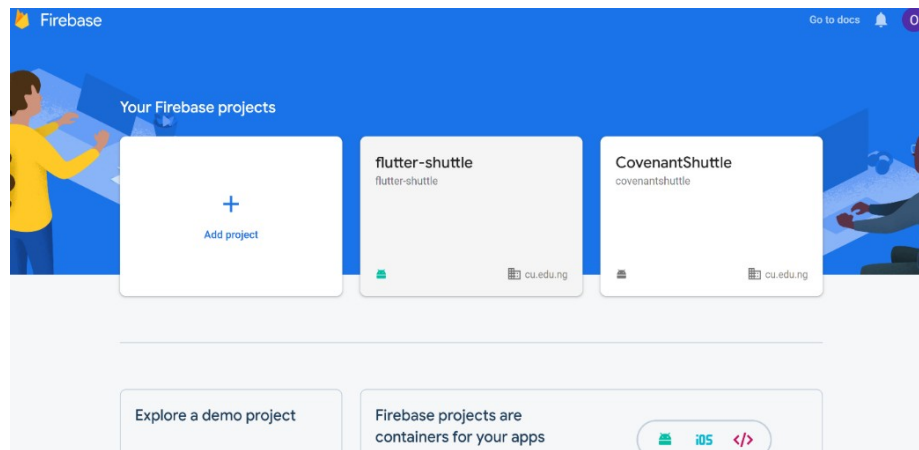 Firebase
Go to docs
O
Your Firebase projects
Add project
flutter-shuttle
flutter-shuttle
cu.edu.ng
CovenantShuttle
covenantshuttle
cu.edu.ng
Explore a demo project
Firebase projects are
containers for your apps
iOS
</>